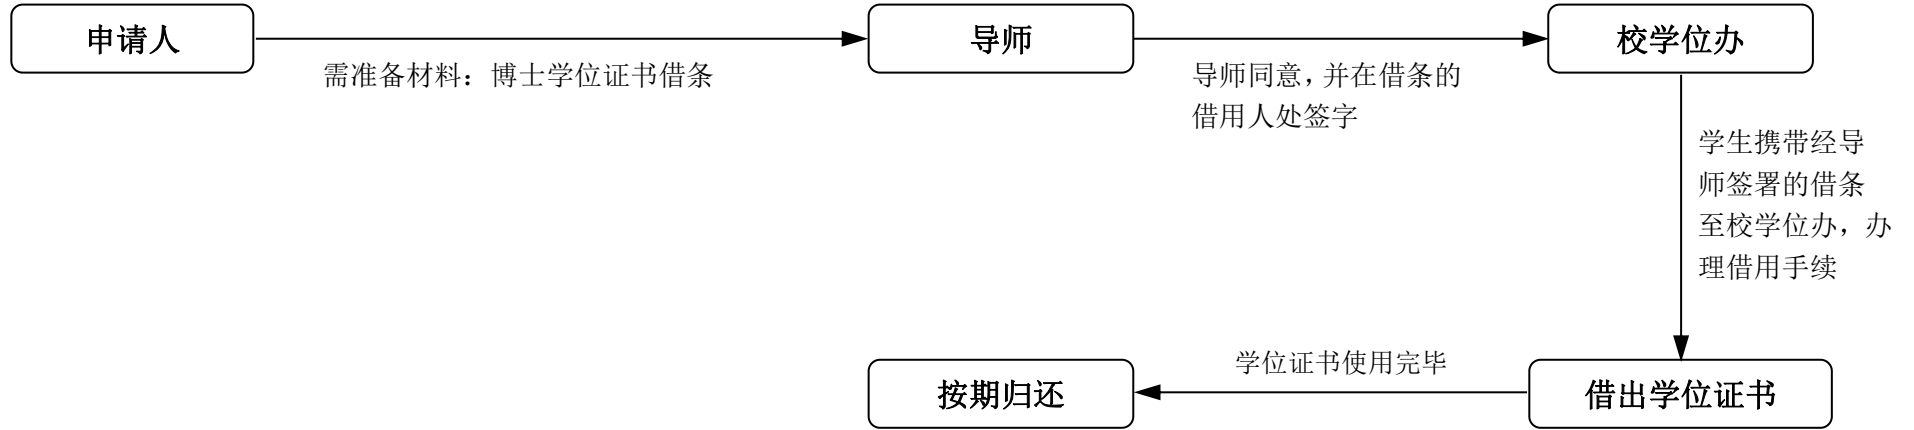 申请人
导师
校学位办
需准备材料：博士学位证书借条
导师同意，并在借条的
借用人处签字
学生携带经导
师签署的借条
至校学位办，办
理借用手续
学位证书使用完毕
按期归还
借出学位证书